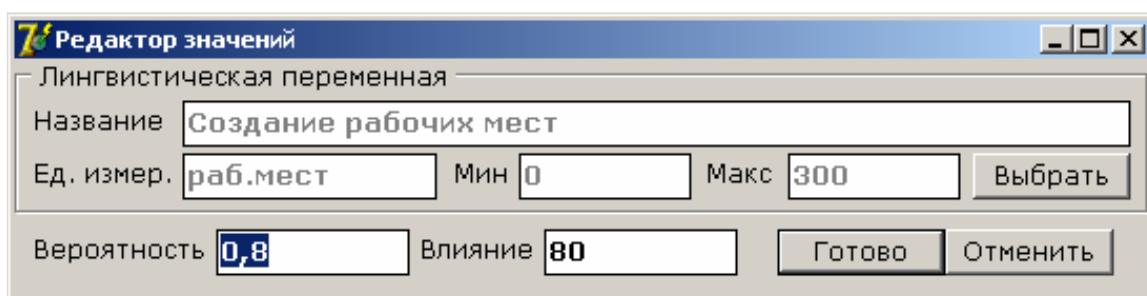 Редактор значений
Лингвистическая переменная
Название Создание рабочих мест
Ед. измер. раб.мест Мин 0 Макс 300 Выбрать
Вероятность 0,8 Влияние 80 Готово Отменить